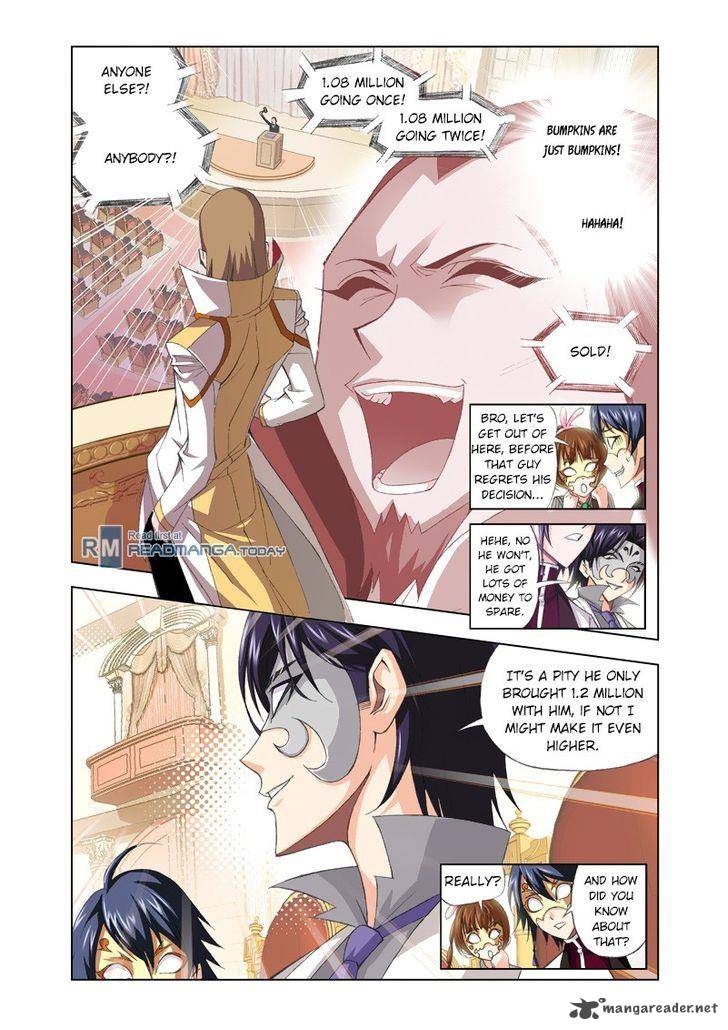 ANYONE
ELSE?!
ANYBODY?!
1.08 MILLION
GOING ONCE!
1.08 MILLION
GOING TWICE!
BUMPKINS ARE
JUST BUMPKINS!
HAHAHA!
SOLD!
BRO, LET'S
GET OUT OF
HERE, BEFORE
THAT GUY
REGRETS HIS
DECISION...
HEHE, NO
HE WON'T,
HE GOT
LOTS OF
MONEY TO
SPARE.
RM
Read first at
READMANGA.TODAY
IT'S A PITY HE ONLY
BROUGHT 1.2 MILLION
WITH HIM, IF NOT I
MIGHT MAKE IT EVEN
HIGHER.
REALLY?
AND HOW
DID YOU
KNOW
ABOUT
THAT?
mangareader.net